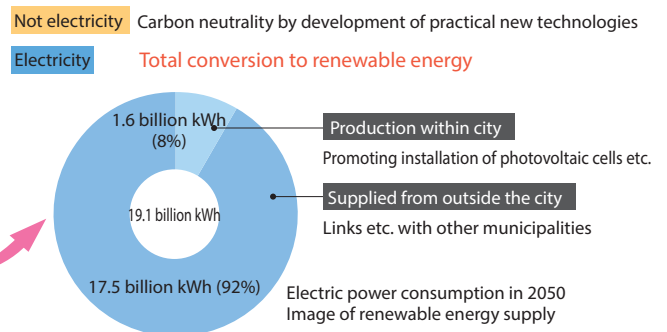 Not electricity Carbon neutrality by development of practical new technologies
Electricity Total conversion to renewable energy
1.6 billion kWh
(8%)
Production within city
Promoting installation of photovoltaic cells etc.
Supplied from outside the city
19.1 billion kWh
Links etc. with other municipalities
17.5 billion kWh (92%)
Electric power consumption in 2050
Image of renewable energy supply